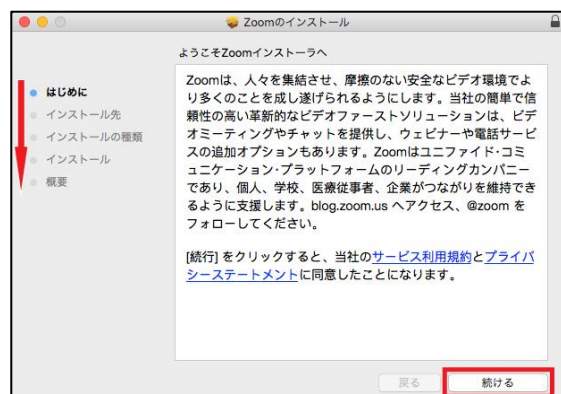 Zoomのインストール
ようこそZoomインストーラへ
はじめに
インストール先
インストールの種類
インストール
概要
Zoomは、人々を集結させ、摩擦のない安全なビデオ環境でよ
り多くのことを成し遂げられるようにします。当社の簡単で信
頼性の高い革新的なビデオファーストソリューションは、ビデ
オミーティングやチャットを提供し、ウェビナーや電話サービ
スの追加オプションもあります。Zoomはユニファイド·コミ
ュニケーション·プラットフォームのリーディングカンパニー
であり、個人、学校、医療従事者、企業がつながりを維持でき
るように支援します。blog.zoom.us へアクセス、@zoom を
フォローしてください。
[続行] をクリックすると、当社のサービス利用規約とプライバ
シーステートメントに同意したことになります。
戻る
続ける